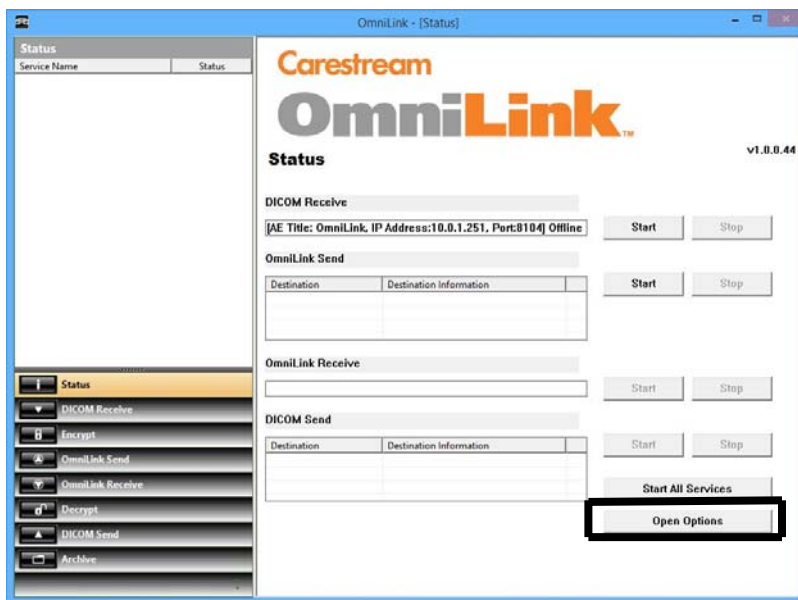 OmniLink - [Status]
Status
Service Name Status
Carestream
OmniLink™
v1.0.0.44
Status
DICOM Receive
[AE Title: OmniLink, IP Address:10.0.1.251, Port:8104] Offline
Start Stop
OmniLink Send
Destination Destination Information
Start Stop
OmniLink Receive
Start Stop
DICOM Send
Destination Destination Information
Start Stop
Start All Services
Open Options
Status
DICOM Receive
Encrypt
OmniLink Send
OmniLink Receive
Decrypt
DICOM Send
Archive